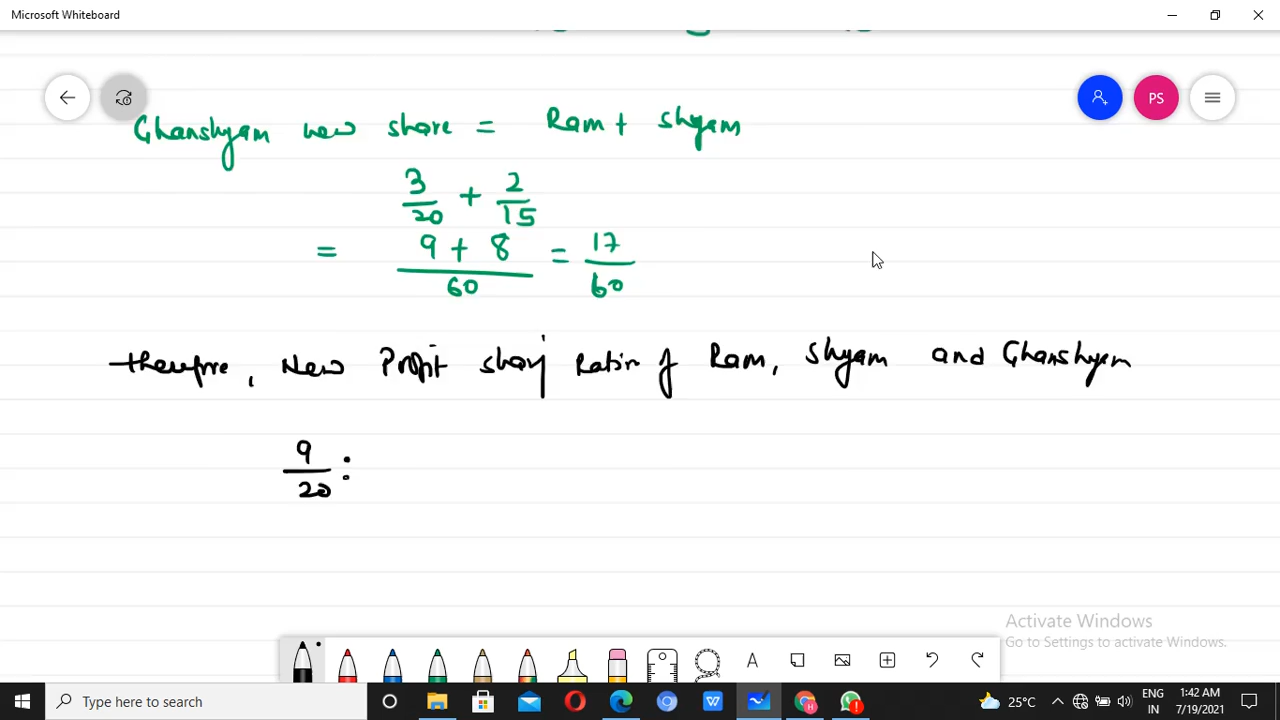 Microsoft Whiteboard
PS
Ghanshyam new share = Ram + Shyam
3/20 + 2/15
= 9 + 8 / 60 = 17/60
Therefore, New Profit sharing Ratio of Ram, Shyam and Ghanshyam
9/20 :
Activate Windows
Go to Settings to activate Windows.
A
Type here to search
W
H
25°C
ENG
IN
1:42 AM
7/19/2021